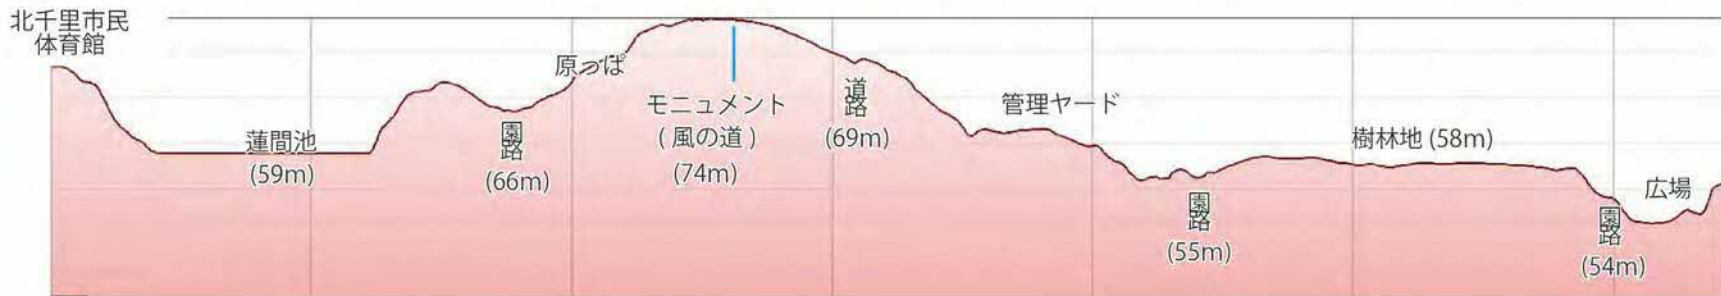 北千里市民
体育館
蓮間池
(59m)
園路
(66m)
原っぱ
モニュメント
(風の道)
(74m)
道路
(69m)
管理ヤード
園路
(55m)
樹林地 (58m)
園路
(54m)
広場